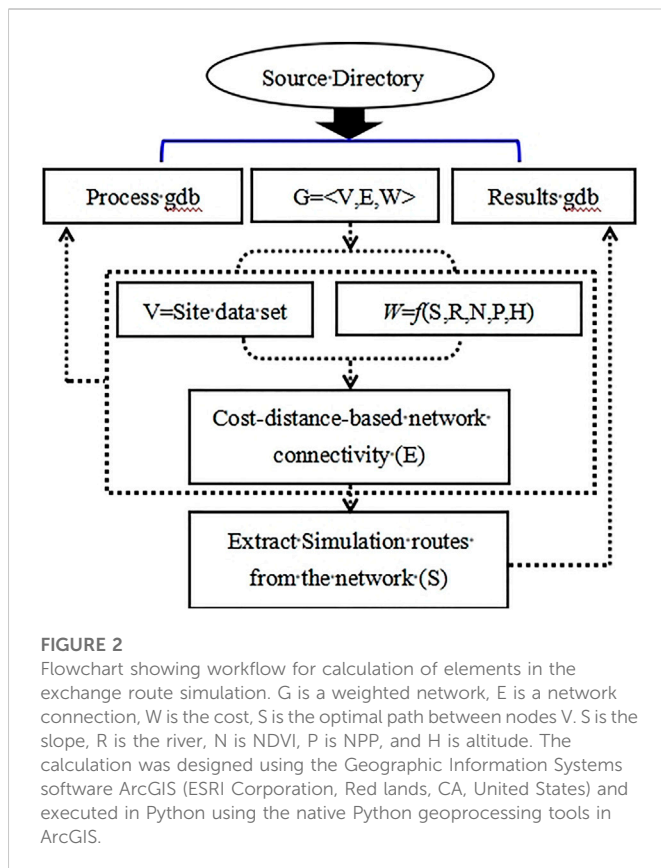 Source Directory
Process gdb
G=<V,E,W>
Results gdb
V=Site data set
W=f(S,R,N,P,H)
Cost-distance-based network
connectivity (E)
Extract Simulation routes
from the network (S)
FIGURE 2
Flowchart showing workflow for calculation of elements in the
exchange route simulation. G is a weighted network, E is a network
connection, W is the cost, S is the optimal path between nodes V. S is the
slope, R is the river, N is NDVI, P is NPP, and H is altitude. The
calculation was designed using the Geographic Information Systems
software ArcGIS (ESRI Corporation, Red lands, CA, United States) and
executed in Python using the native Python geoprocessing tools in
ArcGIS.